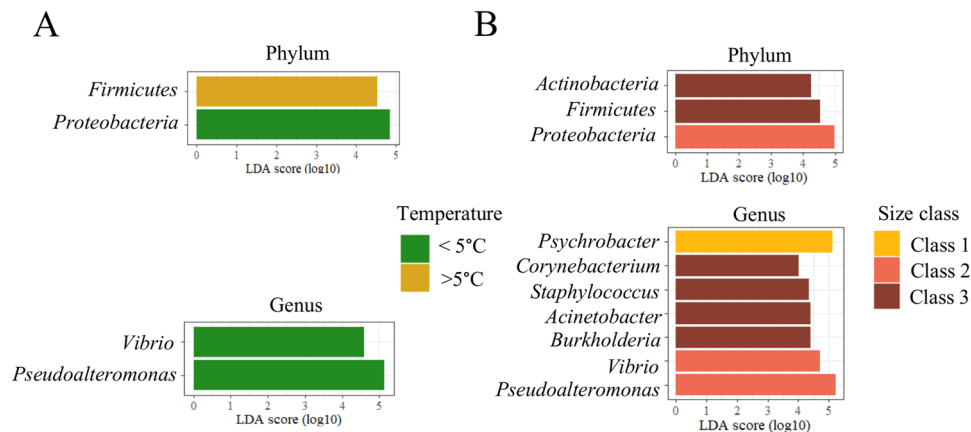 A
Phylum
Firmicutes
Proteobacteria
0 1 2 3 4 5
LDA score (log10)
Temperature
< 5°C
>5°C
Genus
Vibrio
Pseudoalteromonas
0 1 2 3 4 5
LDA score (log10)
B
Phylum
Actinobacteria
Firmicutes
Proteobacteria
0 1 2 3 4 5
LDA score (log10)
Genus
Psychrobacter
Corynebacterium
Staphylococcus
Acinetobacter
Burkholderia
Vibrio
Pseudoalteromonas
0 1 2 3 4 5
LDA score (log10)
Size class
Class 1
Class 2
Class 3